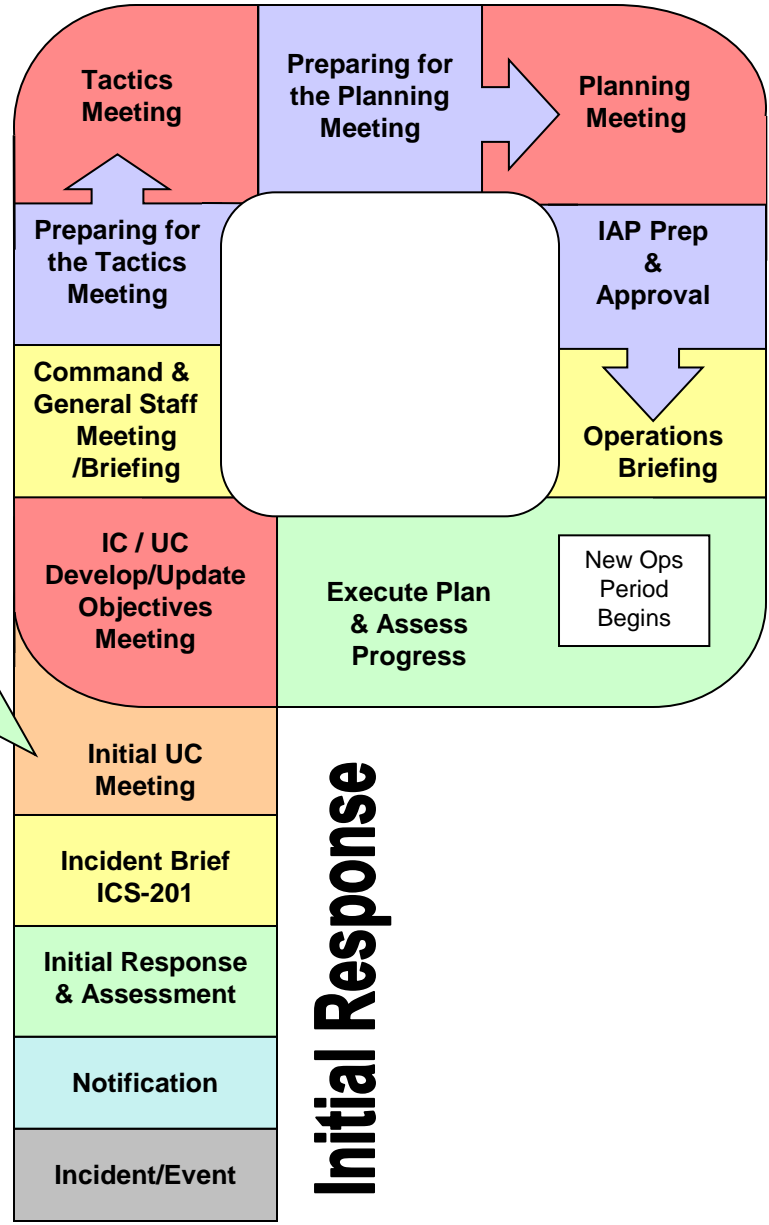 Tactics
Meeting
Preparing for
the Planning
Meeting
Planning
Meeting
Preparing for
the Tactics
Meeting
IAP Prep
&
Approval
Command &
General Staff
Meeting
/Briefing
Operations
Briefing
IC / UC
Develop/Update
Objectives
Meeting
Execute Plan
& Assess
Progress
New Ops
Period
Begins
Initial UC
Meeting
Incident Brief
ICS-201
Initial Response
& Assessment
Notification
Incident/Event
Initial Response